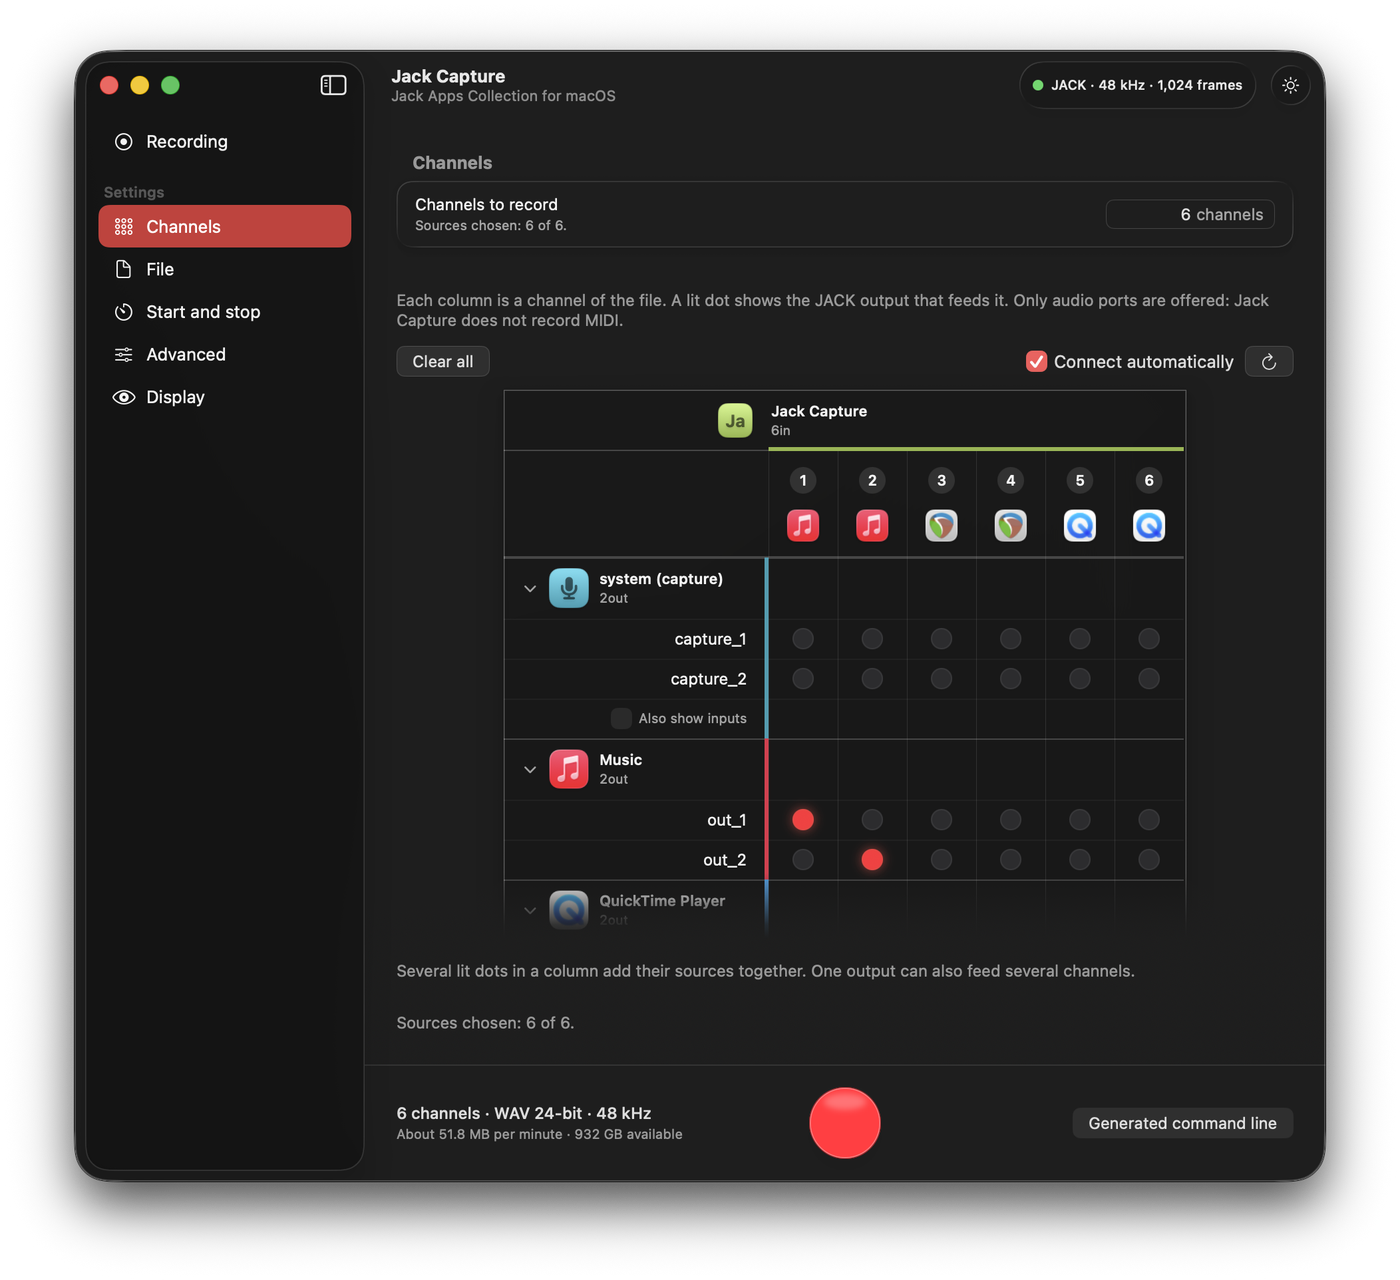 Jack Capture
Jack Apps Collection for macOS
JACK · 48 kHz · 1,024 frames
Recording
Settings
Channels
File
Start and stop
Advanced
Display
Channels
Channels to record
Sources chosen: 6 of 6.
6 channels
Each column is a channel of the file. A lit dot shows the JACK output that feeds it. Only audio ports are offered: Jack
Capture does not record MIDI.
Clear all
Connect automatically
Ja
Jack Capture
6in
1 2 3 4 5 6
system (capture)
2out
capture_1
capture_2
Also show inputs
Music
2out
out_1
out_2
QuickTime Player
2out
Several lit dots in a column add their sources together. One output can also feed several channels.
Sources chosen: 6 of 6.
6 channels · WAV 24-bit · 48 kHz
About 51.8 MB per minute · 932 GB available
Generated command line